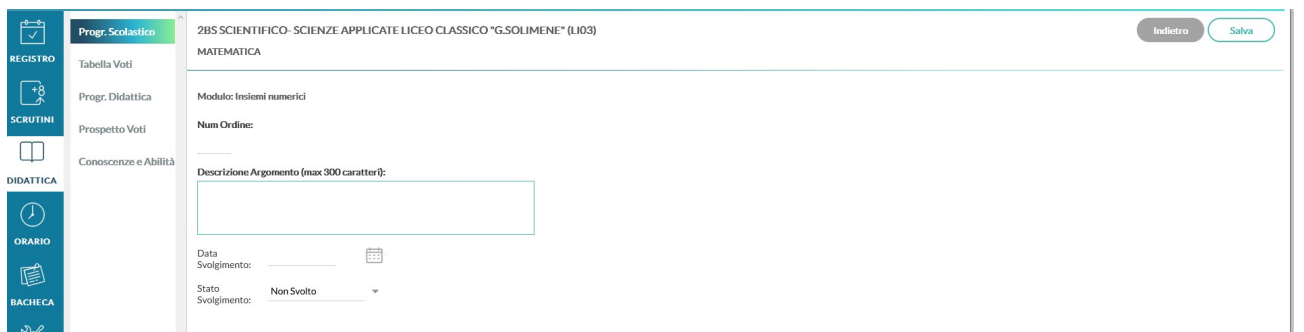 REGISTRO
SCRUTINI
DIDATTICA
ORARIO
BACHECA
Progr. Scolastico
Tabella Voti
Progr. Didattica
Prospetto Voti
Conoscenze e Abilità
2BS SCIENTIFICO- SCIENZE APPLICATE LICEO CLASSICO "G.SOLIMENE" (LI03)
MATEMATICA
Indietro
Salva
Modulo: Insiemi numerici
Num Ordine:
Descrizione Argomento (max 300 caratteri):
Data
Svolgimento:
Stato
Svolgimento:
Non Svolto
+8